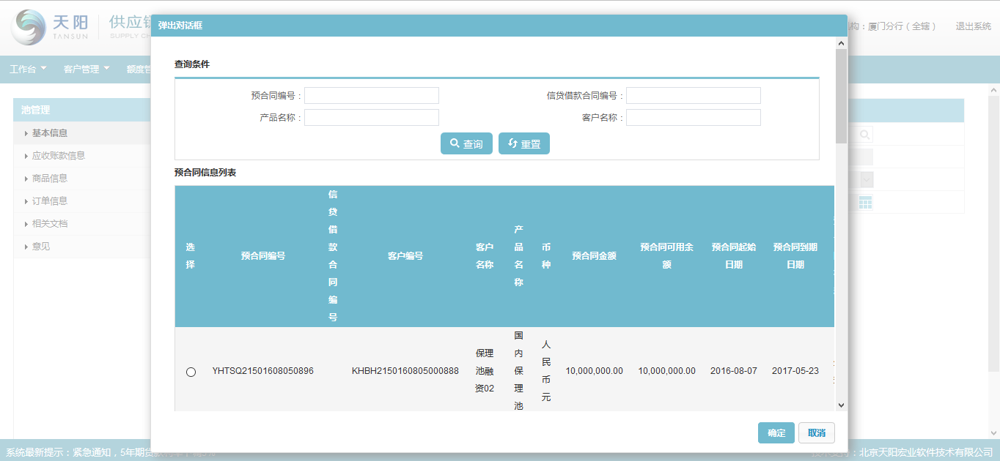 天阳
TANSUN
供应
SUPPLY CH
构：厦门分行（全辖） 退出系统
工作台 客户管理 额度管
池管理
基本信息
应收账款信息
商品信息
订单信息
相关文档
意见
弹出对话框
查询条件
预合同编号： 信贷借款合同编号：
产品名称： 客户名称：
查询 重置
预合同信息列表
选择 预合同编号 信贷借款合同编号 客户编号 客户名称 产品名称 币种 预合同金额 预合同可用余额 预合同起始日期 预合同到期日期
YHTSQ21501608050896 KHBH2150160805000888 保理池融资02 国内保理池 人民币元 10,000,000.00 10,000,000.00 2016-08-07 2017-05-23
确定 取消
系统最新提示：紧急通知，5年期贷款利率下调5%
技术支持：北京天阳宏业软件技术有限公司